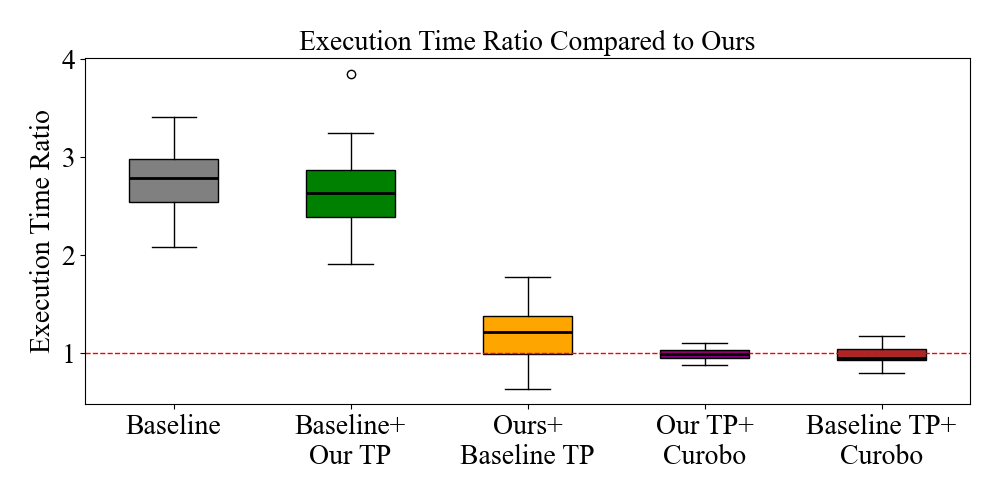 Execution Time Ratio Compared to Ours
Execution Time Ratio
4
3
2
1
Baseline
Baseline+
Our TP
Ours+
Baseline TP
Our TP+
Curobo
Baseline TP+
Curobo